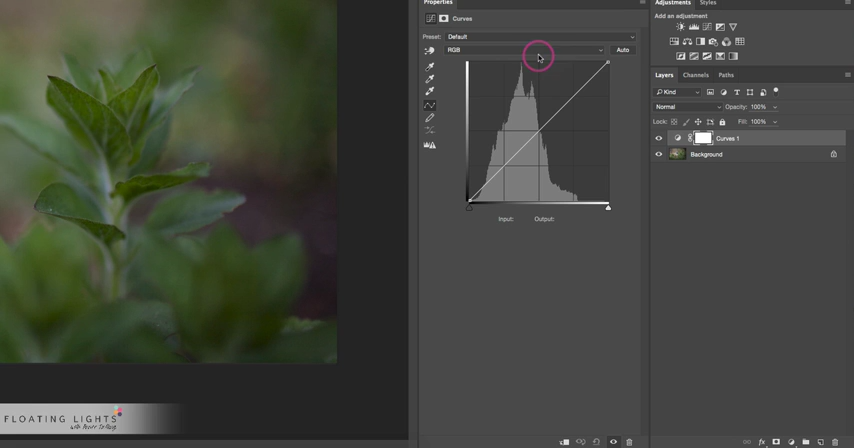 Properties
Curves
Preset: Default
RGB
Auto
Input: Output:
Adjustments Styles
Add an adjustment
Layers Channels Paths
Kind
Normal Opacity: 100%
Lock: Fill: 100%
Curves 1
Background
fx
FLOATING LIGHTS